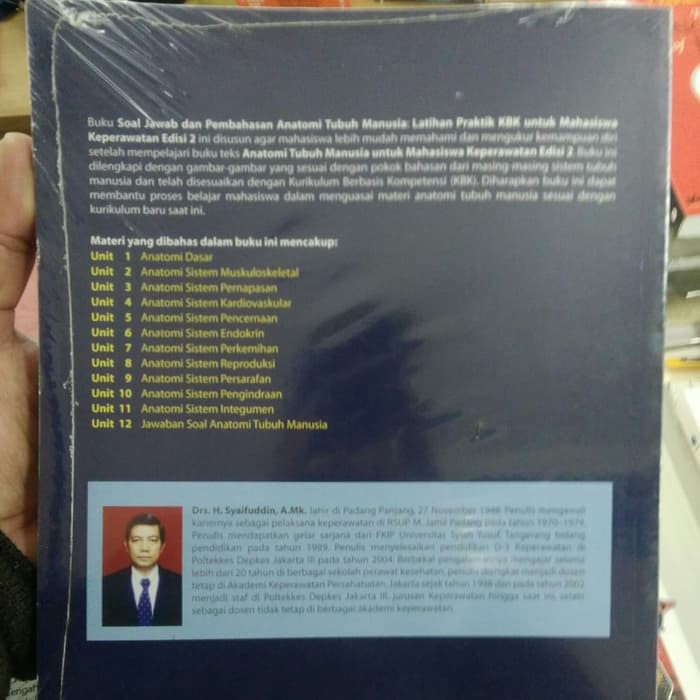 Buku Soal Jawab dan Pembahasan Anatomi Tubuh Manusia: Latihan Praktik KBK untuk Mahasiswa
Keperawatan Edisi 2 ini disusun agar mahasiswa lebih mudah memahami dan mengukur kemampuan diri
setelah mempelajari buku teks Anatomi Tubuh Manusia untuk Mahasiswa Keperawatan Edisi 2. Buku ini
dilengkapi dengan gambar-gambar yang sesuai dengan pokok bahasan dari masing masing sistem tubuh
manusia dan telah disesuaikan dengan Kurikulum Berbasis Kompetensi (KBK). Diharapkan buku ini dapat
membantu proses belajar mahasiswa dalam menguasai materi anatomi tubuh manusia sesuai dengan
kurikulum baru saat ini.
Materi yang dibahas dalam buku ini mencakup:
Unit 1 Anatomi Dasar
Unit 2 Anatomi Sistem Muskuloskeletal
Unit 3 Anatomi Sistem Pernapasan
Unit 4 Anatomi Sistem Kardiovaskular
Unit 5 Anatomi Sistem Pencernaan
Unit 6 Anatomi Sistem Endokrin
Unit 7 Anatomi Sistem Perkemihan
Unit 8 Anatomi Sistem Reproduksi
Unit 9 Anatomi Sistem Persarafan
Unit 10 Anatomi Sistem Pengindraan
Unit 11 Anatomi Sistem Integumen
Unit 12 Jawaban Soal Anatomi Tubuh Manusia
Drs. H. Syaifuddin, A.Mk. lahir di Padang Panjang, 27 November 1948. Penulis mengawali
kariernya sebagai pelaksana keperawatan di RSUP M. Jamil Padang pada tahun 1970-1974.
Penulis mendapatkan gelar sarjana dari FKIP Universitas Syah Yusuf Tangerang bidang
pendidikan pada tahun 1989. Penulis menyelesaikan pendidikan D-3 Keperawatan di
Poltekkes Depkes Jakarta III pada tahun 2004. Berbekal pengalamannya mengajar selama
lebih dari 20 tahun di berbagai sekolah perawat kesehatan, penulis diangkat menjadi dosen
tetap di Akademi Keperawatan Persahabatan, Jakarta sejak tahun 1998 dan pada tahun 2002
menjadi staf di Poltekkes Depkes Jakarta III, jurusan Keperawatan hingga saat ini, selain
sebagai dosen tidak tetap di berbagai akademi keperawatan.